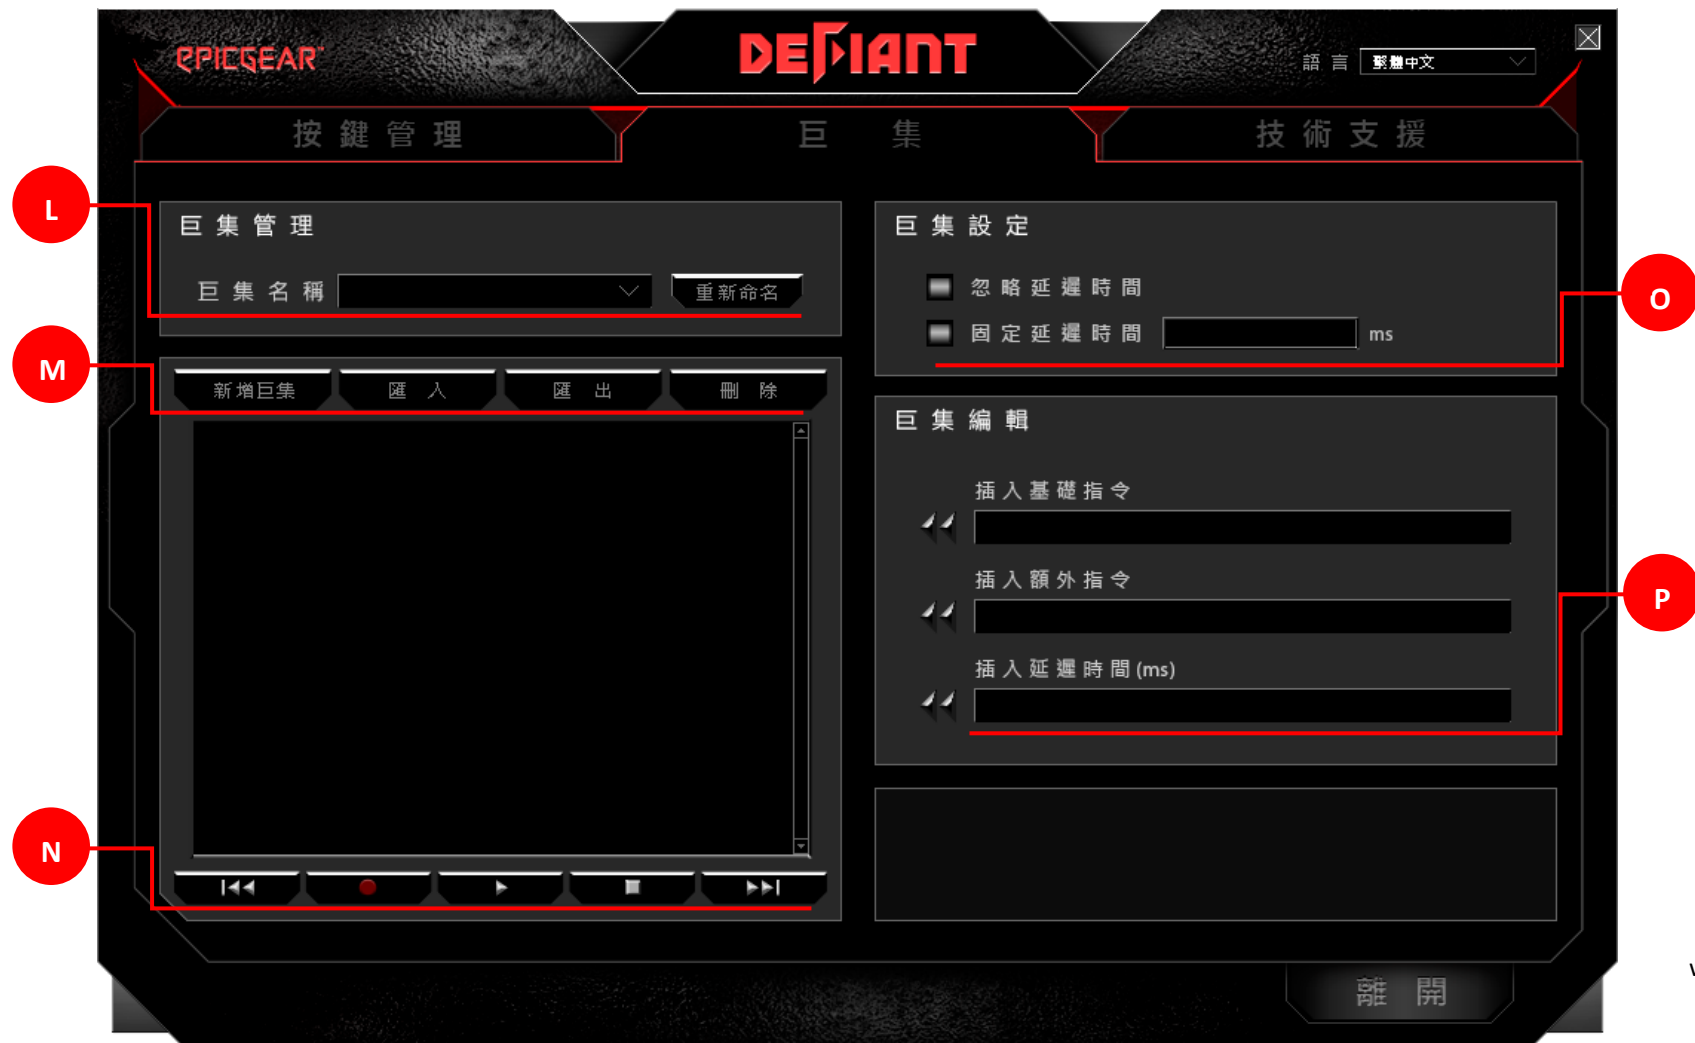 EPICGEAR
DEFIANT
語言 繁體中文
按鍵管理 巨集 技術支援
L
巨集管理
巨集名稱 重新命名
M
新增巨集 匯入 匯出 刪除
N
巨集設定
忽略延遲時間
固定延遲時間 ms
O
巨集編輯
插入基礎指令
插入額外指令
插入延遲時間(ms)
P
離開